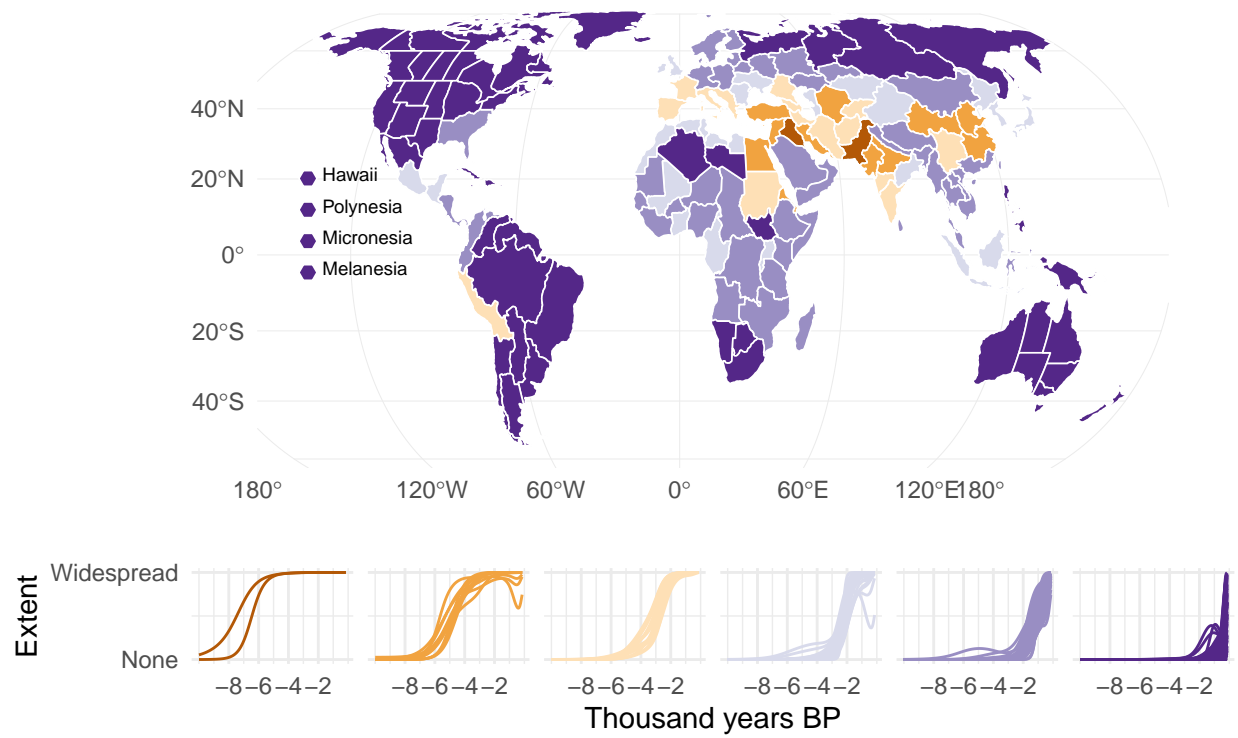 40°N
20°N
0°
20°S
40°S
Hawaii
Polynesia
Micronesia
Melanesia
180° 120°W 60°W 0° 60°E 120°E 180°
Extent
Widespread
None
−8 −6 −4 −2 −8 −6 −4 −2 −8 −6 −4 −2 −8 −6 −4 −2 −8 −6 −4 −2 −8 −6 −4 −2
Thousand years BP